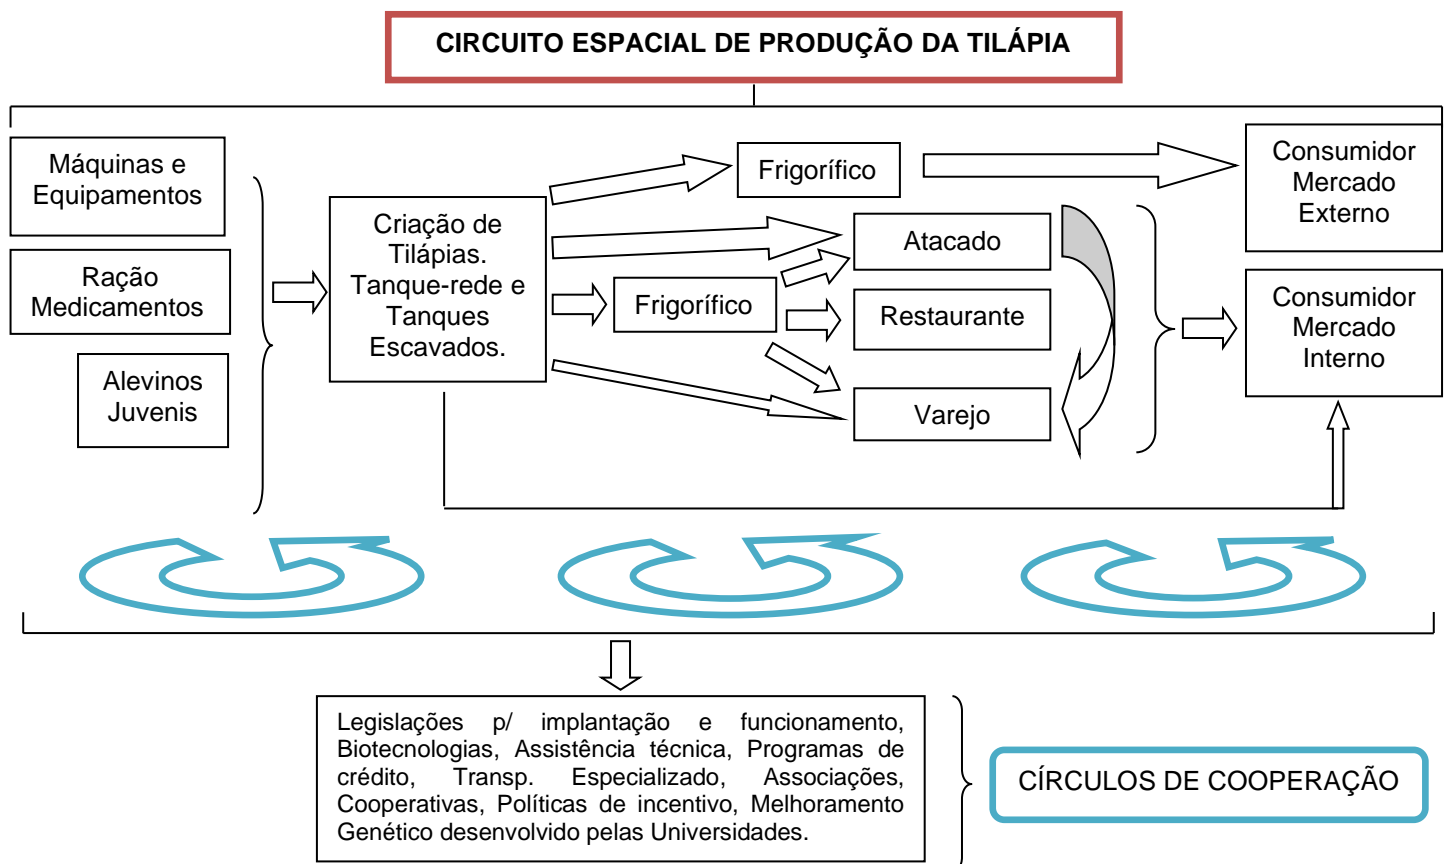 CIRCUITO ESPACIAL DE PRODUÇÃO DA TILÁPIA
Máquinas e
Equipamentos
Ração
Medicamentos
Alevinos
Juvenis
Criação de
Tilápias.
Tanque-rede e
Tanques
Escavados.
Frigorífico
Frigorífico
Atacado
Restaurante
Varejo
Consumidor
Mercado
Externo
Consumidor
Mercado
Interno
Legislações p/ implantação e funcionamento,
Biotecnologias, Assistência técnica, Programas de
crédito, Transp. Especializado, Associações,
Cooperativas, Políticas de incentivo, Melhoramento
Genético desenvolvido pelas Universidades.
CÍRCULOS DE COOPERAÇÃO